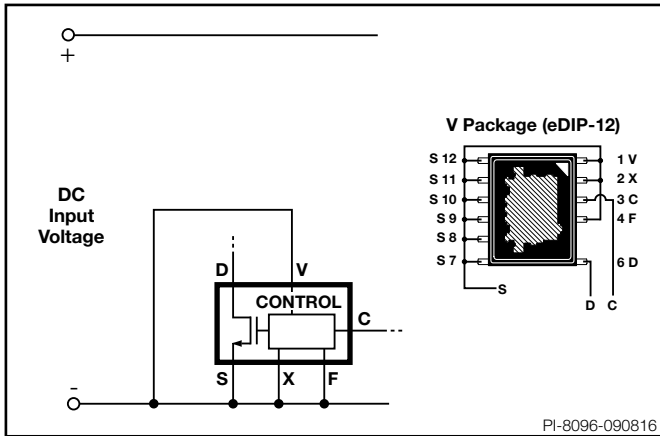 +
V Package (eDIP-12)
S 12
1 V
S 11
2 X
S 10
3 C
S 9
4 F
S 8
S 7
6 D
S
D
C
DC
Input
Voltage
D
V
CONTROL
C
S
X
F
-
PI-8096-090816